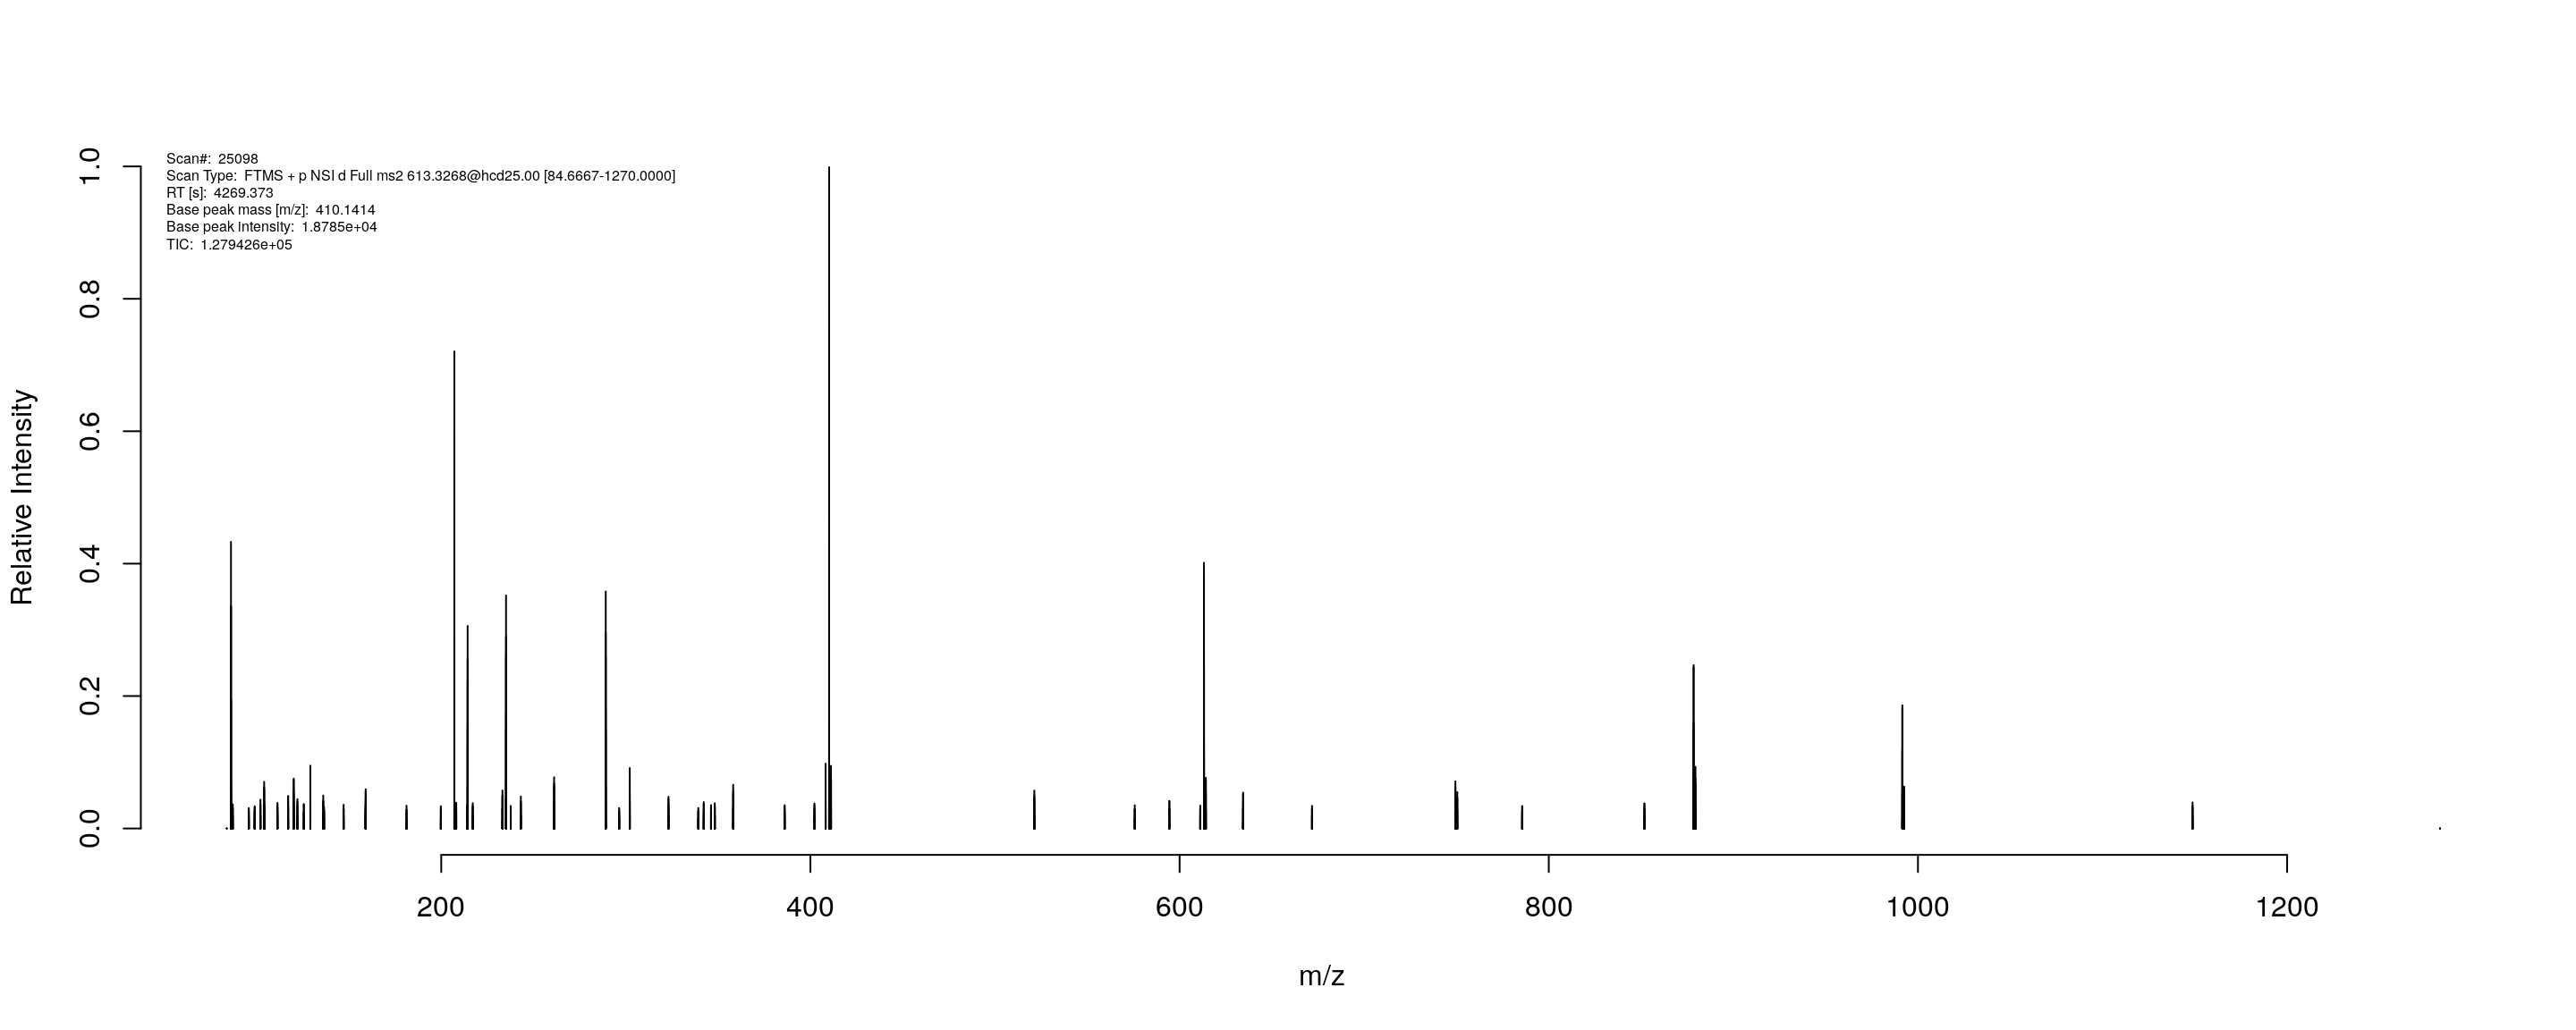 Scan#: 25098
Scan Type: FTMS + p NSI d Full ms2 613.3268@hcd25.00 [84.6667-1270.0000]
RT [s]: 4269.373
Base peak mass [m/z]: 410.1414
Base peak intensity: 1.8785e+04
TIC: 1.279426e+05
Relative Intensity
1.0
0.8
0.6
0.4
0.2
0.0
200 400 600 800 1000 1200
m/z